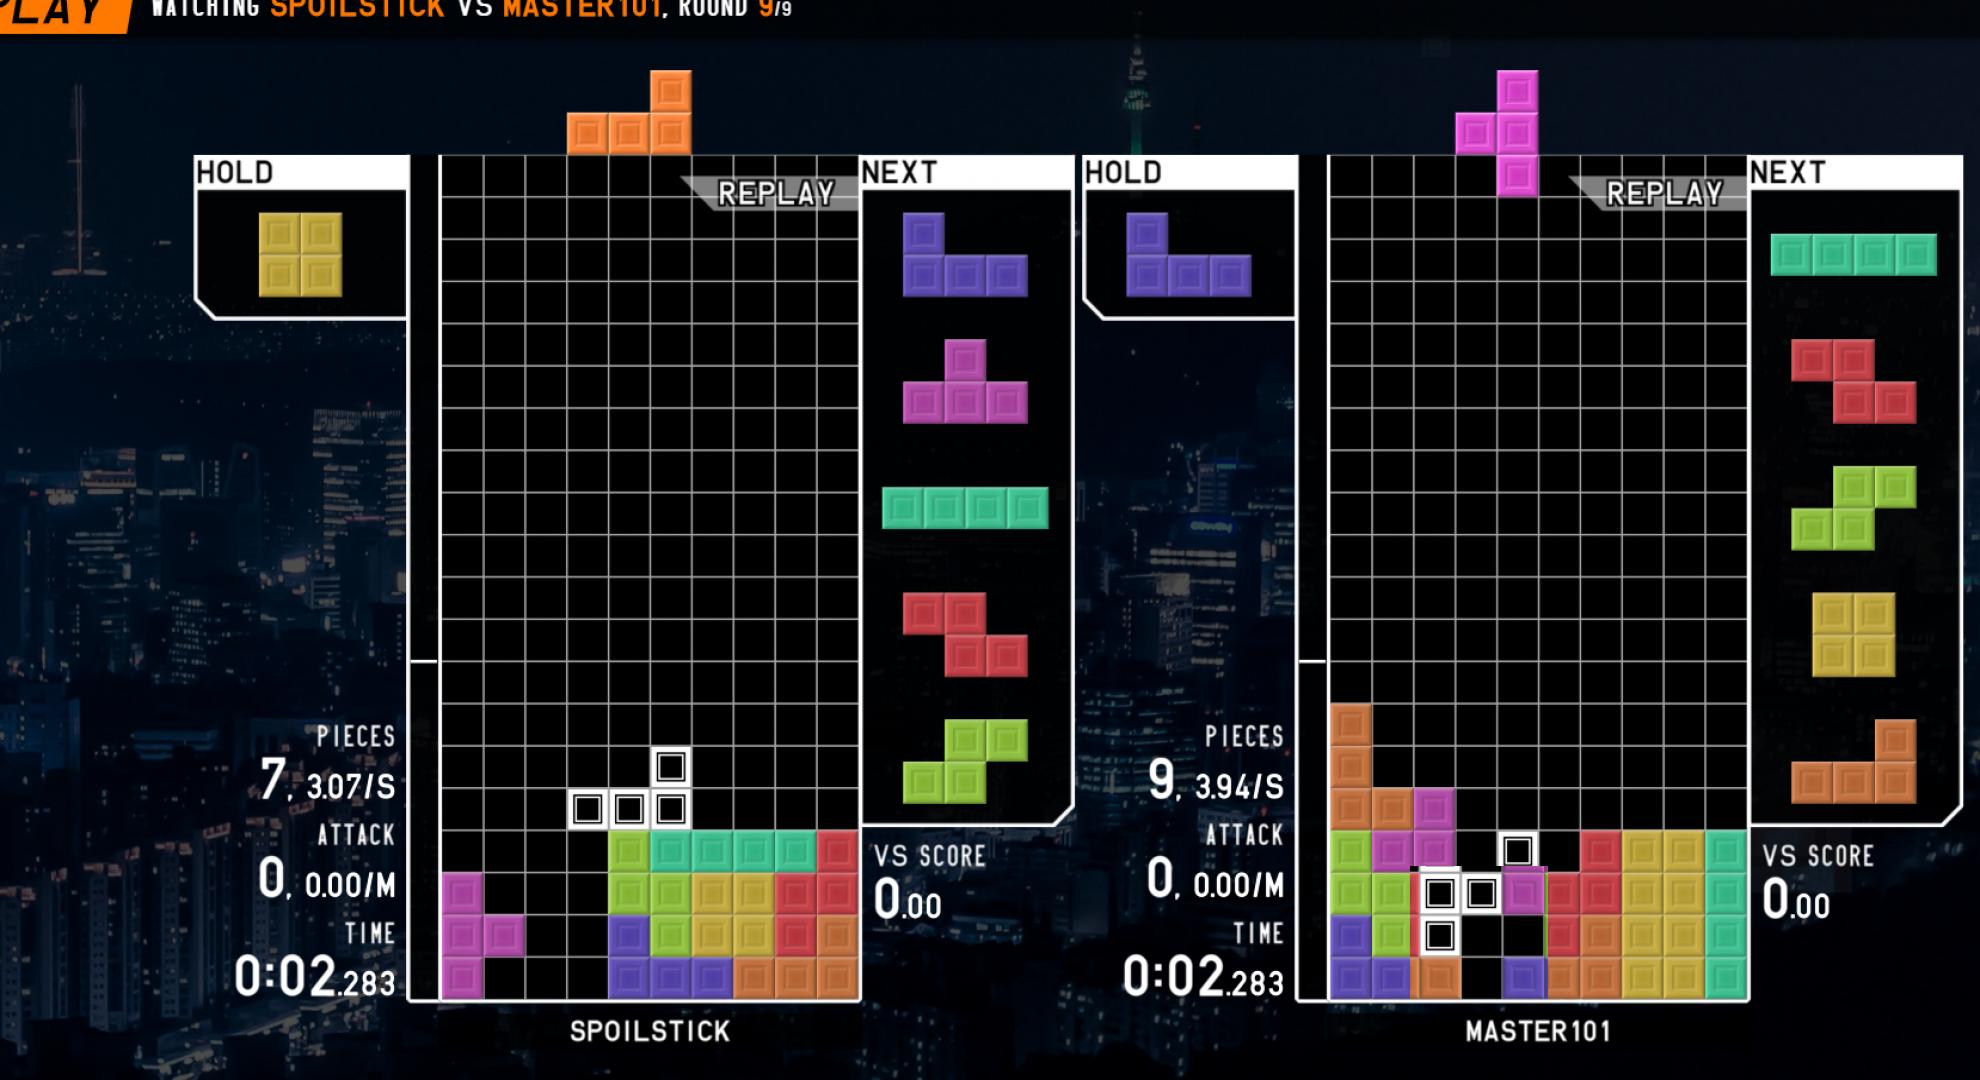 PLAY
WATCHING SPOILSTICK VS MASTER101, ROUND 9/9
HOLD
REPLAY
NEXT
PIECES
7, 3.07/S
ATTACK
0, 0.00/M
TIME
0:02.283
VS SCORE
0.00
SPOILSTICK
HOLD
REPLAY
NEXT
PIECES
9, 3.94/S
ATTACK
0, 0.00/M
TIME
0:02.283
VS SCORE
0.00
MASTER101